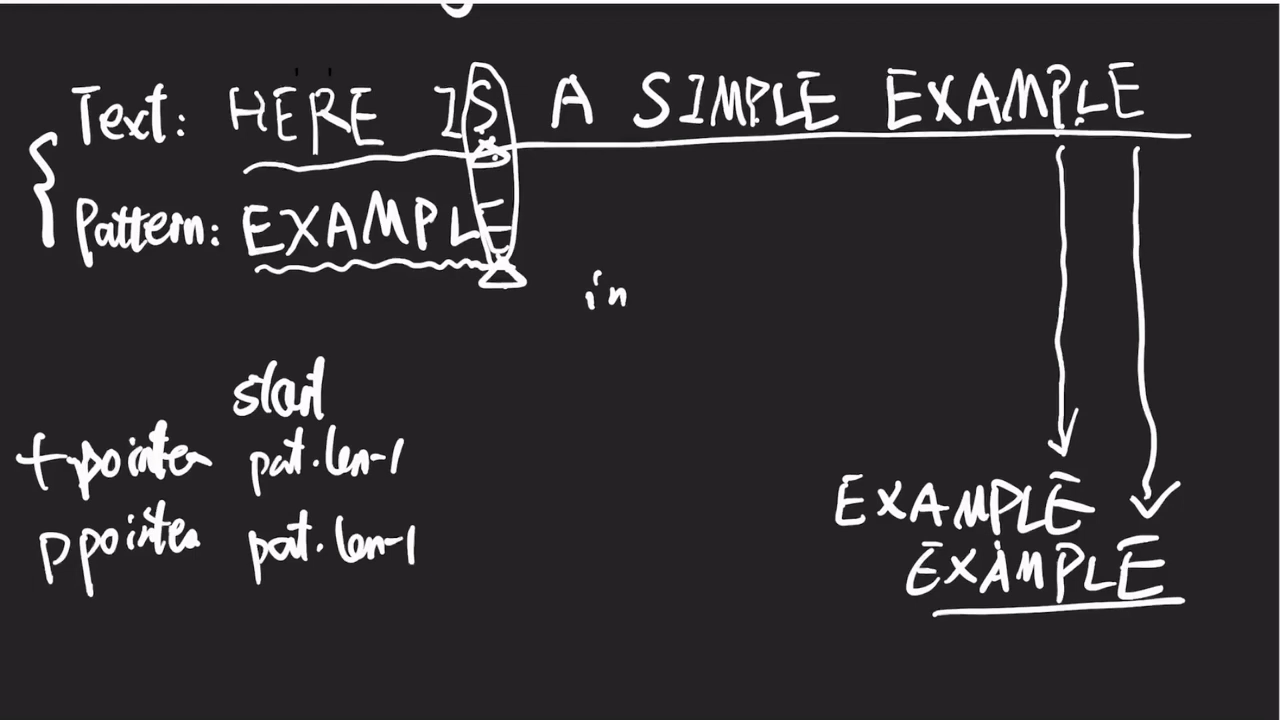 Text: HERE IS A SIMPLE EXAMPLE
Pattern: EXAMPLE
in
start
t pointer pat.len-1
EXAMPLE
p pointer pat.len-1
EXAMPLE